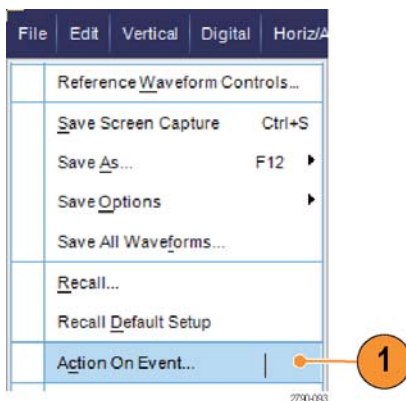 File Edit Vertical Digital Horiz/A
Reference Waveform Controls...
Save Screen Capture Ctrl+S
Save As... F12
Save Options
Save All Waveforms...
Recall...
Recall Default Setup
Action On Event...
1
2790-093